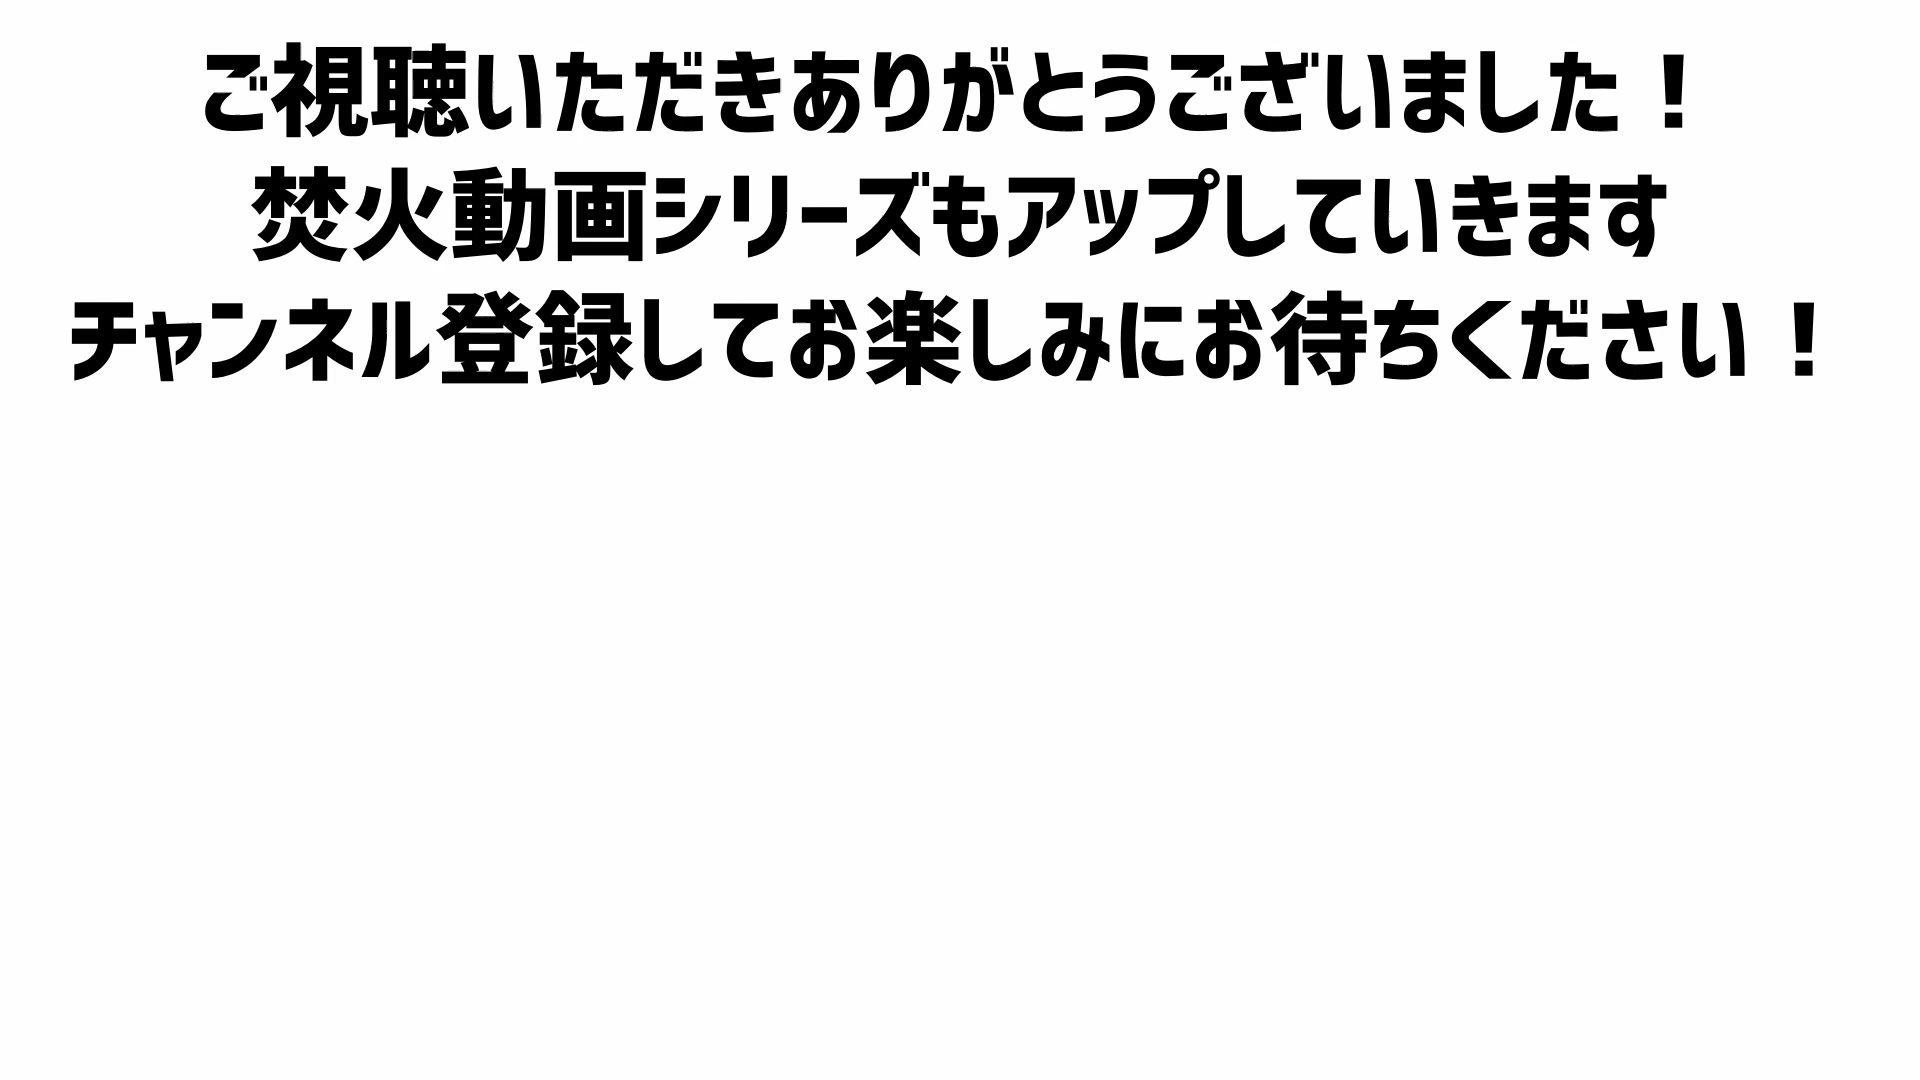 ご視聴いただきありがとうございました！
焚火動画シリーズもアップしていきます
チャンネル登録してお楽しみにお待ちください！